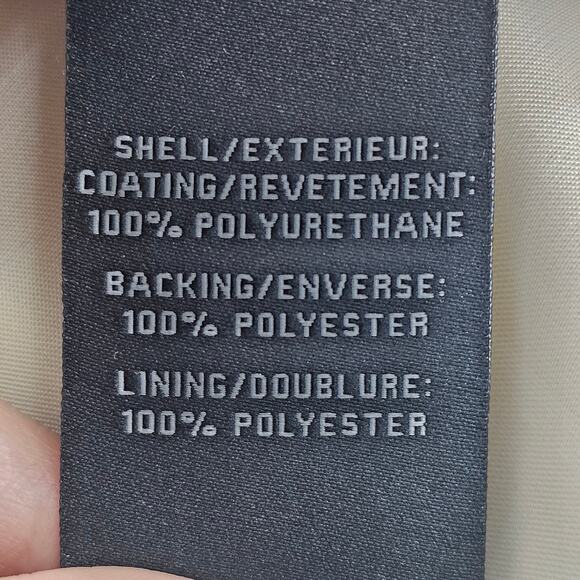 SHELL/EXTERIEUR:
COATING/REVETEMENT:
100% POLYURETHANE
BACKING/ENVERSE:
100% POLYESTER
LINING/DOUBLURE:
100% POLYESTER